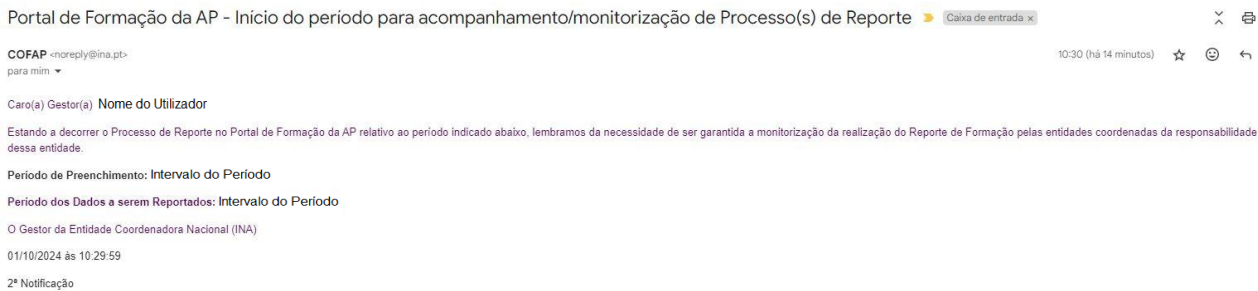 Portal de Formação da AP - Início do período para acompanhamento/monitorização de Processo(s) de Reporte Caixa de entrada ×
COFAP <noreply@ina.pt> 10:30 (há 14 minutos)
para mim
Caro(a) Gestor(a) Nome do Utilizador
Estando a decorrer o Processo de Reporte no Portal de Formação da AP relativo ao período indicado abaixo, lembramos da necessidade de ser garantida a monitorização da realização do Reporte de Formação pelas entidades coordenadas da responsabilidade
dessa entidade.
Período de Preenchimento: Intervalo do Período
Período dos Dados a serem Reportados: Intervalo do Período
O Gestor da Entidade Coordenadora Nacional (INA)
01/10/2024 às 10:29:59
2ª Notificação